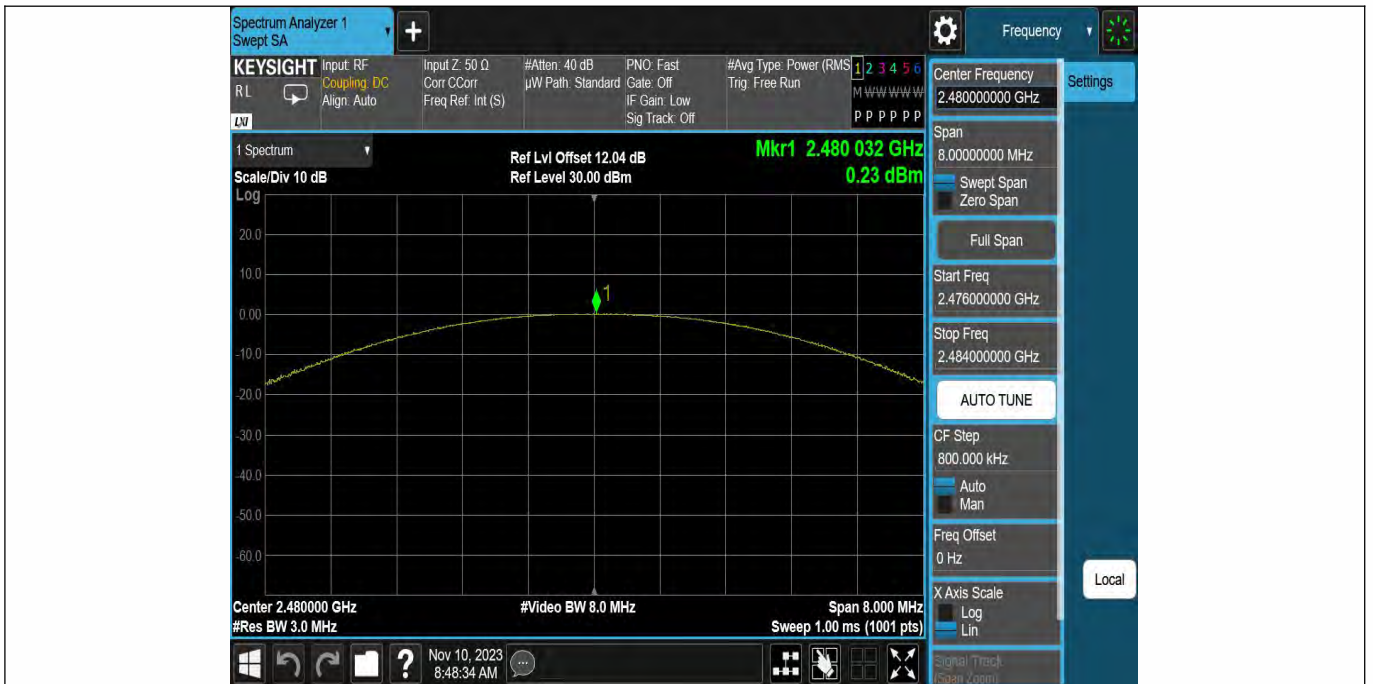 Spectrum Analyzer 1
Swept SA
+
Frequency
KEYSIGHT
RL
LXI
Input: RF
Coupling: DC
Align: Auto
Input Z: 50 Ω
Corr CCorr
Freq Ref: Int (S)
#Atten: 40 dB
µW Path: Standard
PNO: Fast
Gate: Off
IF Gain: Low
Sig Track: Off
#Avg Type: Power (RMS
Trig: Free Run
1 2 3 4 5 6
M W W W W W
P P P P P P
1 Spectrum
Scale/Div 10 dB
Log
Ref Lvl Offset 12.04 dB
Ref Level 30.00 dBm
Mkr1 2.480 032 GHz
0.23 dBm
20.0
10.0
0.00
-10.0
-20.0
-30.0
-40.0
-50.0
-60.0
1
Center 2.480000 GHz
#Res BW 3.0 MHz
#Video BW 8.0 MHz
Span 8.000 MHz
Sweep 1.00 ms (1001 pts)
Center Frequency
2.480000000 GHz
Settings
Span
8.00000000 MHz
Swept Span
Zero Span
Full Span
Start Freq
2.476000000 GHz
Stop Freq
2.484000000 GHz
AUTO TUNE
CF Step
800.000 kHz
Auto
Man
Freq Offset
0 Hz
X Axis Scale
Log
Lin
Signal Track
(Span Zoom)
Local
?
Nov 10, 2023
8:48:34 AM